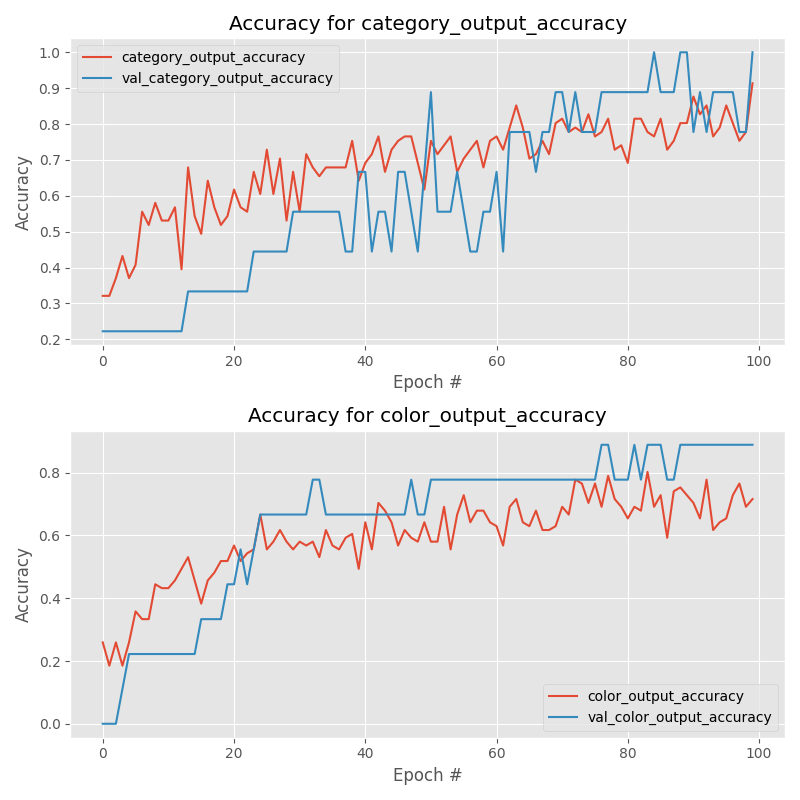 Accuracy for category_output_accuracy
1.0
0.9
0.8
0.7
0.6
0.5
0.4
0.3
0.2
Accuracy
category_output_accuracy
val_category_output_accuracy
0 20 40 60 80 100
Epoch #
Accuracy for color_output_accuracy
0.8
0.6
0.4
0.2
0.0
Accuracy
color_output_accuracy
val_color_output_accuracy
0 20 40 60 80 100
Epoch #